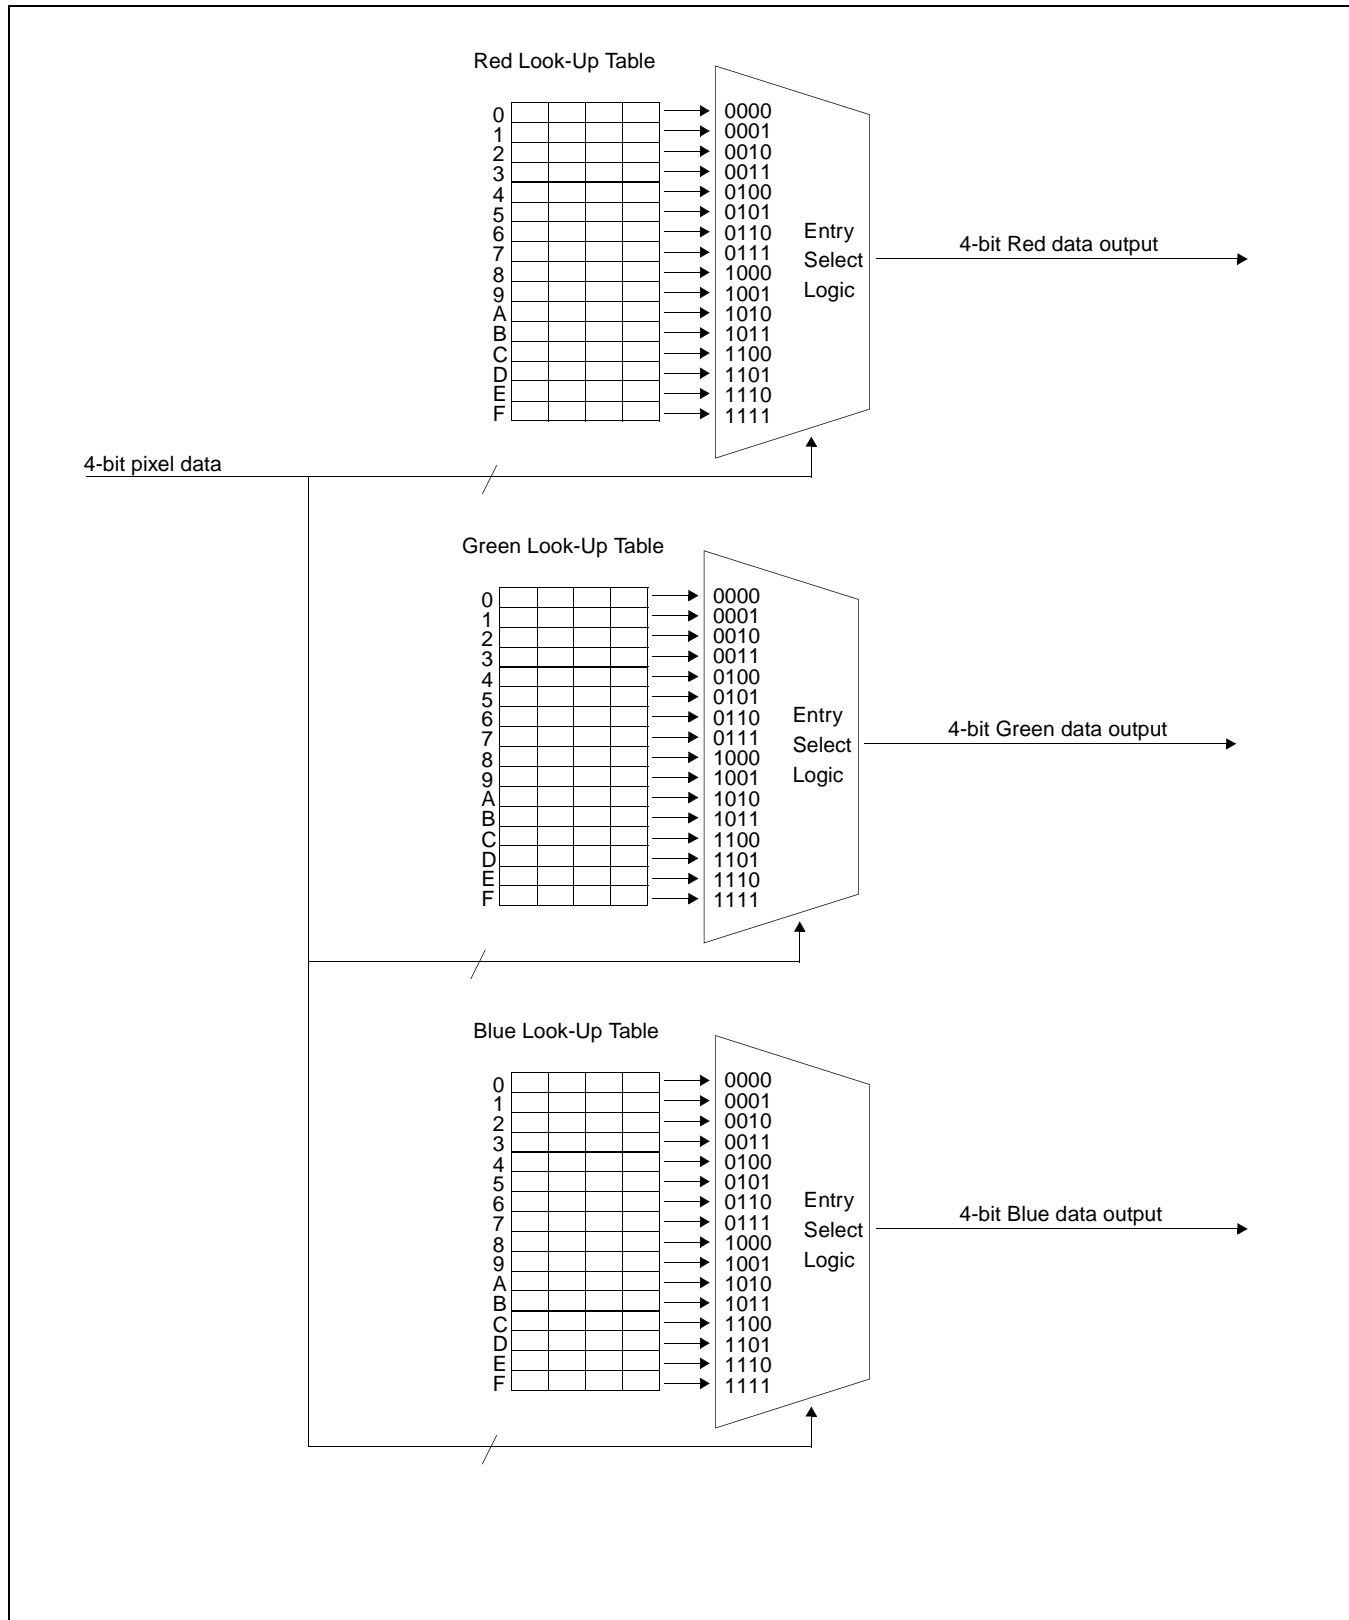 Red Look-Up Table
0 0000
1 0001
2 0010
3 0011
4 0100
5 0101
6 0110
7 0111
8 1000
9 1001
A 1010
B 1011
C 1100
D 1101
E 1110
F 1111
Entry
Select
Logic
4-bit Red data output
4-bit pixel data
Green Look-Up Table
0 0000
1 0001
2 0010
3 0011
4 0100
5 0101
6 0110
7 0111
8 1000
9 1001
A 1010
B 1011
C 1100
D 1101
E 1110
F 1111
Entry
Select
Logic
4-bit Green data output
Blue Look-Up Table
0 0000
1 0001
2 0010
3 0011
4 0100
5 0101
6 0110
7 0111
8 1000
9 1001
A 1010
B 1011
C 1100
D 1101
E 1110
F 1111
Entry
Select
Logic
4-bit Blue data output